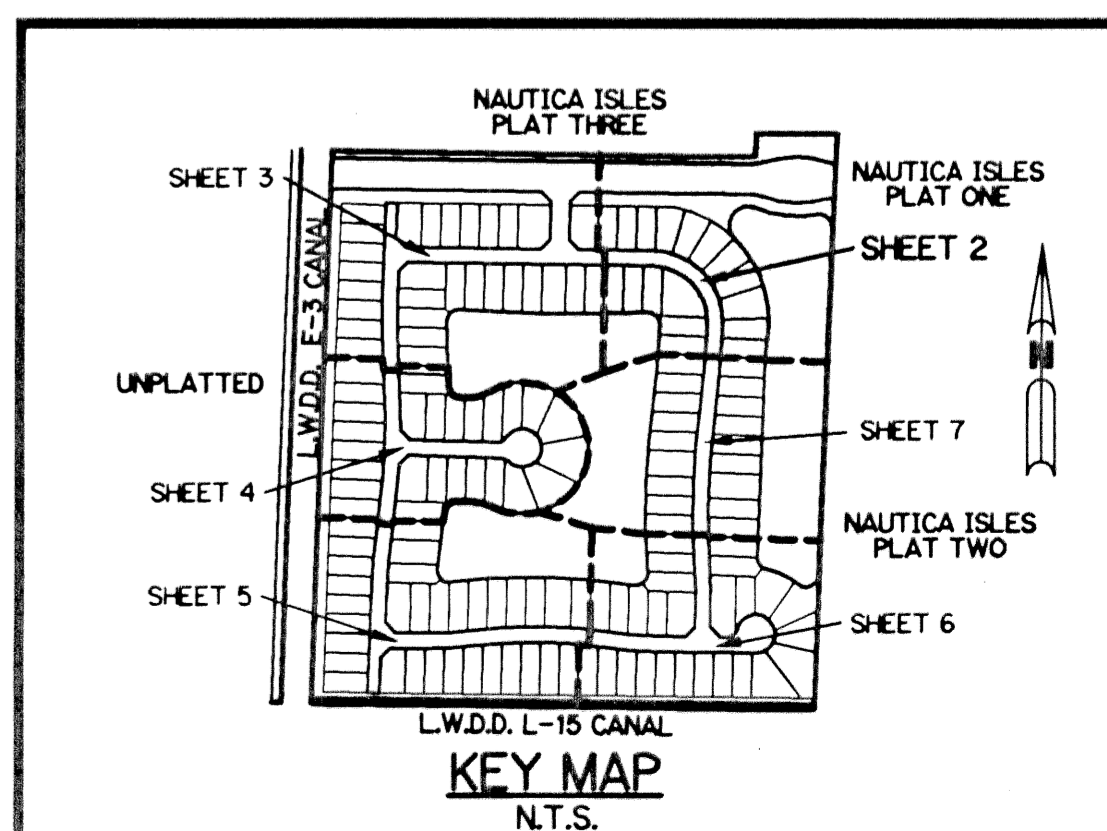 NAUTICA ISLES
PLAT THREE
SHEET 3
NAUTICA ISLES
PLAT ONE
SHEET 2
L.W.D.D. E-3 CANAL
N
UNPLATTED
SHEET 7
SHEET 4
NAUTICA ISLES
PLAT TWO
SHEET 5
SHEET 6
L.W.D.D. L-15 CANAL
KEY MAP
N.T.S.